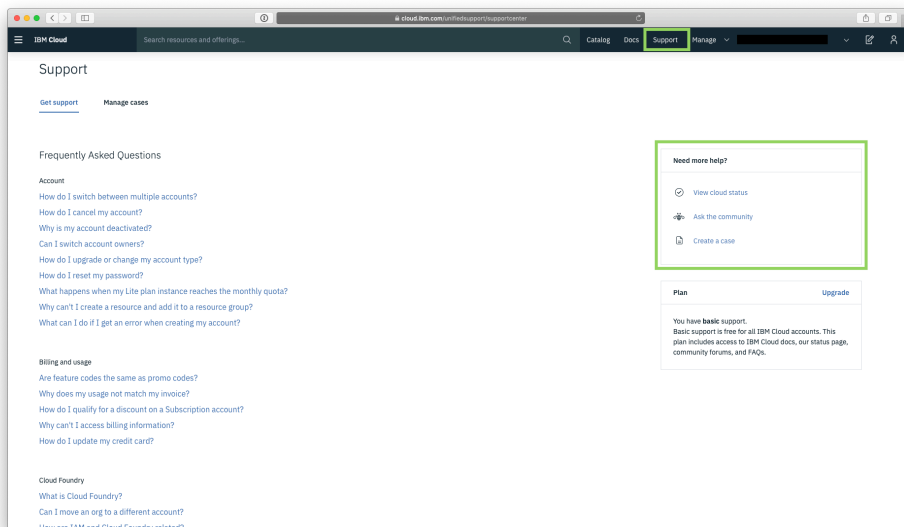 cloud.ibm.com/unifiedsupport/supportcenter
IBM Cloud
Search resources and offerings...
Catalog
Docs
Support
Manage
Support
Get support
Manage cases
Frequently Asked Questions
Account
How do I switch between multiple accounts?
How do I cancel my account?
Why is my account deactivated?
Can I switch account owners?
How do I upgrade or change my account type?
How do I reset my password?
What happens when my Lite plan instance reaches the monthly quota?
Why can't I create a resource and add it to a resource group?
What can I do if I get an error when creating my account?
Billing and usage
Are feature codes the same as promo codes?
Why does my usage not match my invoice?
How do I qualify for a discount on a Subscription account?
Why can't I access billing information?
How do I update my credit card?
Cloud Foundry
What is Cloud Foundry?
Can I move an org to a different account?
How are IAM and Cloud Foundry related?
Need more help?
View cloud status
Ask the community
Create a case
Plan
Upgrade
You have basic support.
Basic support is free for all IBM Cloud accounts. This
plan includes access to IBM Cloud docs, our status page,
community forums, and FAQs.